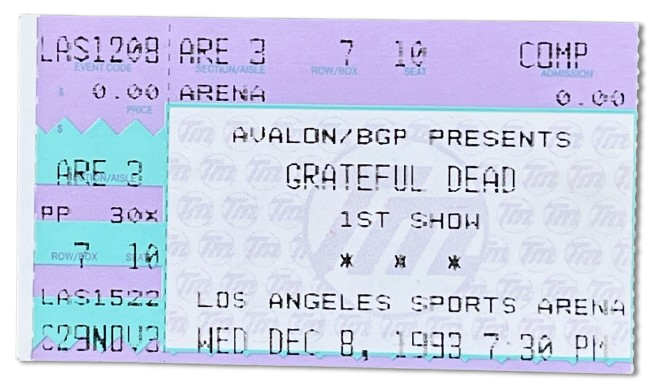 LAS1208 ARE 3 7 10 COMP
EVENT CODE SECTION/AISLE ROW/BOX SEAT ADMISSION
$ 0.00 ARENA 0.00
PRICE
$
AVALON/BGP PRESENTS
ARE 3
SECTION/AISLE
GRATEFUL DEAD
PP 30X
1ST SHOW
7 10
ROW/BOX SEAT
* * *
LAS1522
LOS ANGELES SPORTS ARENA
C29NOV3
WED DEC 8, 1993 7:30 PM